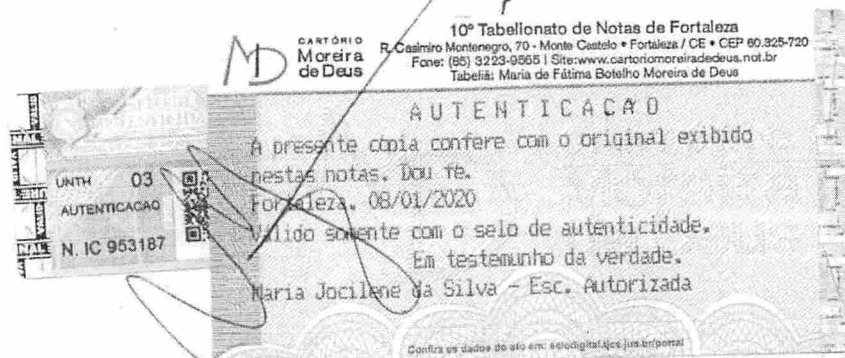 CARTÓRIO
Moreira
de Deus
10º Tabelionato de Notas de Fortaleza
R. Casimiro Montenegro, 70 - Monte Castelo • Fortaleza / CE • CEP 60.325-720
Fone: (85) 3223-9565 | Site:www.cartoriomoreiradedeus.not.br
Tabeliã: Maria de Fátima Botelho Moreira de Deus
AUTENTICACAO
A presente cópia confere com o original exibido
nestas notas. Dou fé.
Fortaleza, 08/01/2020
Válido somente com o selo de autenticidade.
Em testemunho da verdade.
Maria Jocilene da Silva - Esc. Autorizada
UNTH 03
AUTENTICACAO
N. IC 953187
Confira os dados do ato em: selodigital.tjce.jus.br/portal